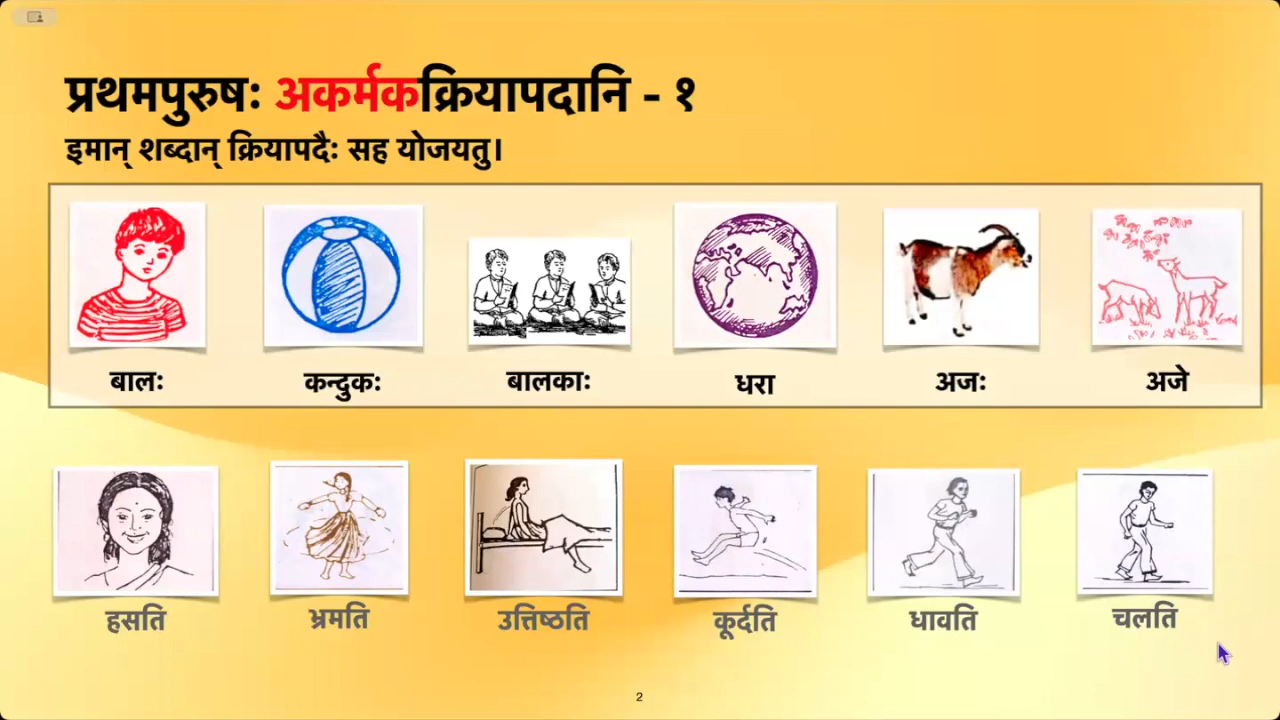 प्रथमपुरुषः अकर्मकक्रियापदानि - १
इमान् शब्दान् क्रियापदैः सह योजयतु।
बालः कन्दुकः बालकाः धरा अजः अजे
हसति भ्रमति उत्तिष्ठति कूर्दति धावति चलति
2